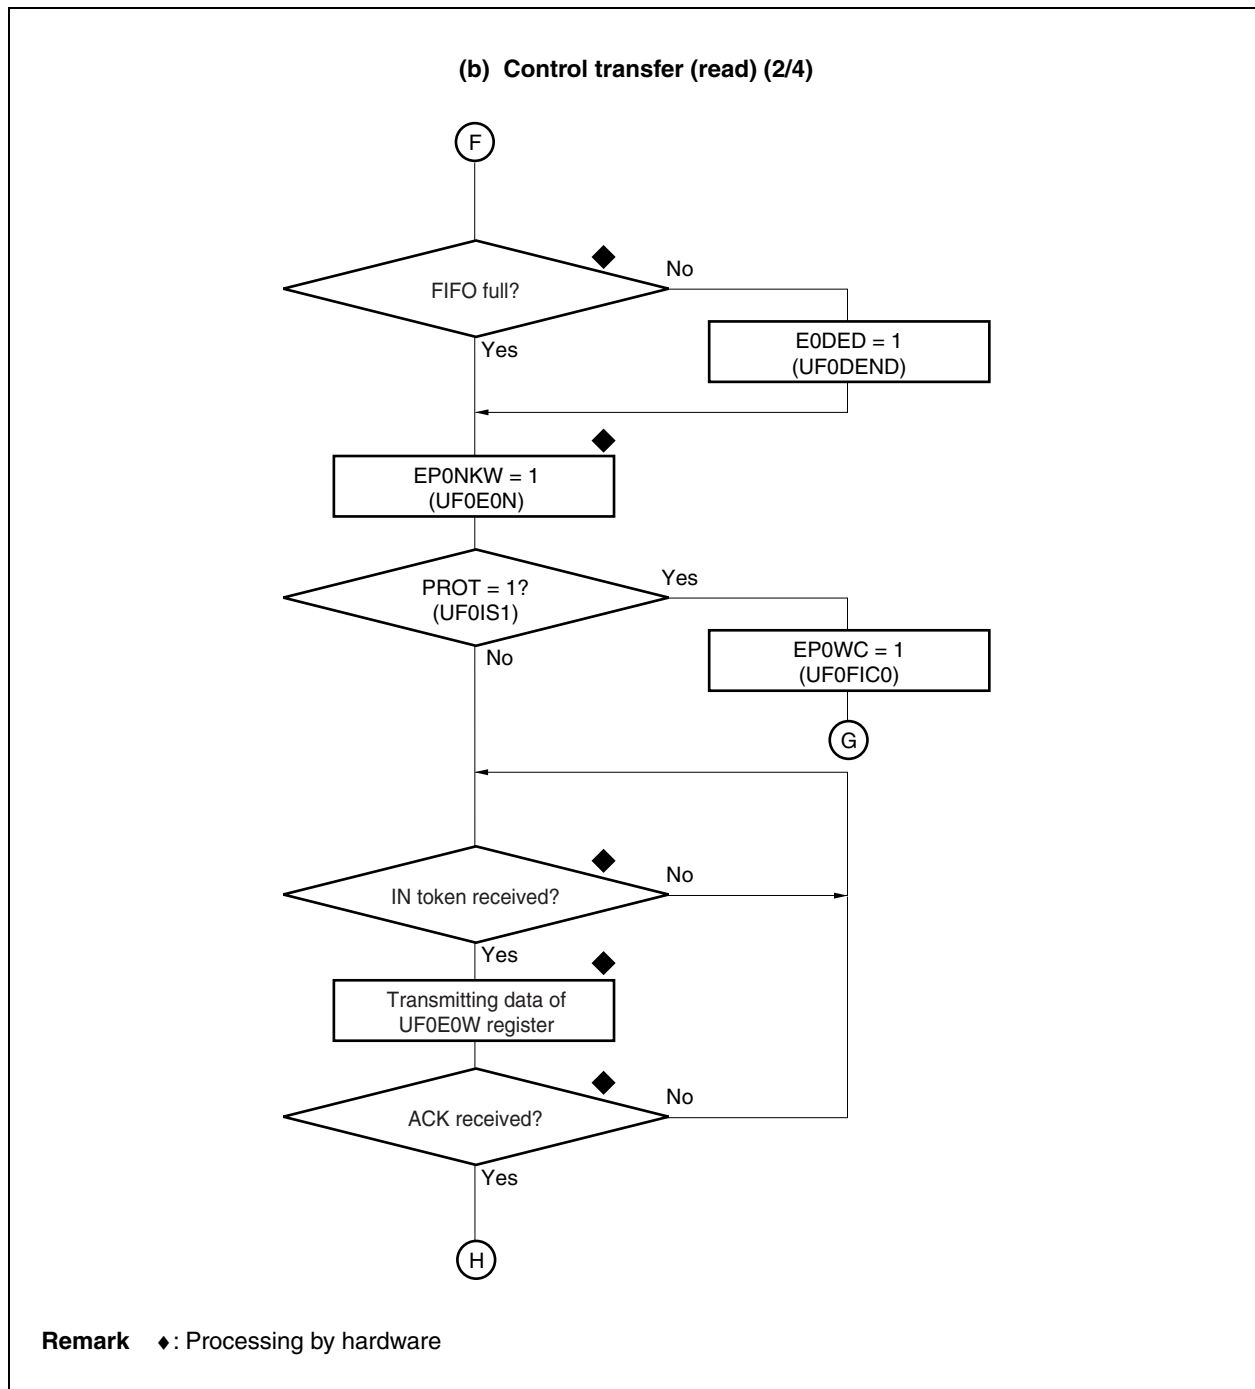 (b) Control transfer (read) (2/4)
F
FIFO full?
No
E0DED = 1
(UF0DEND)
Yes
EP0NKW = 1
(UF0E0N)
PROT = 1?
(UF0IS1)
Yes
EP0WC = 1
(UF0FIC0)
No
G
IN token received?
No
Yes
Transmitting data of
UF0E0W register
ACK received?
No
Yes
H
Remark ◆: Processing by hardware